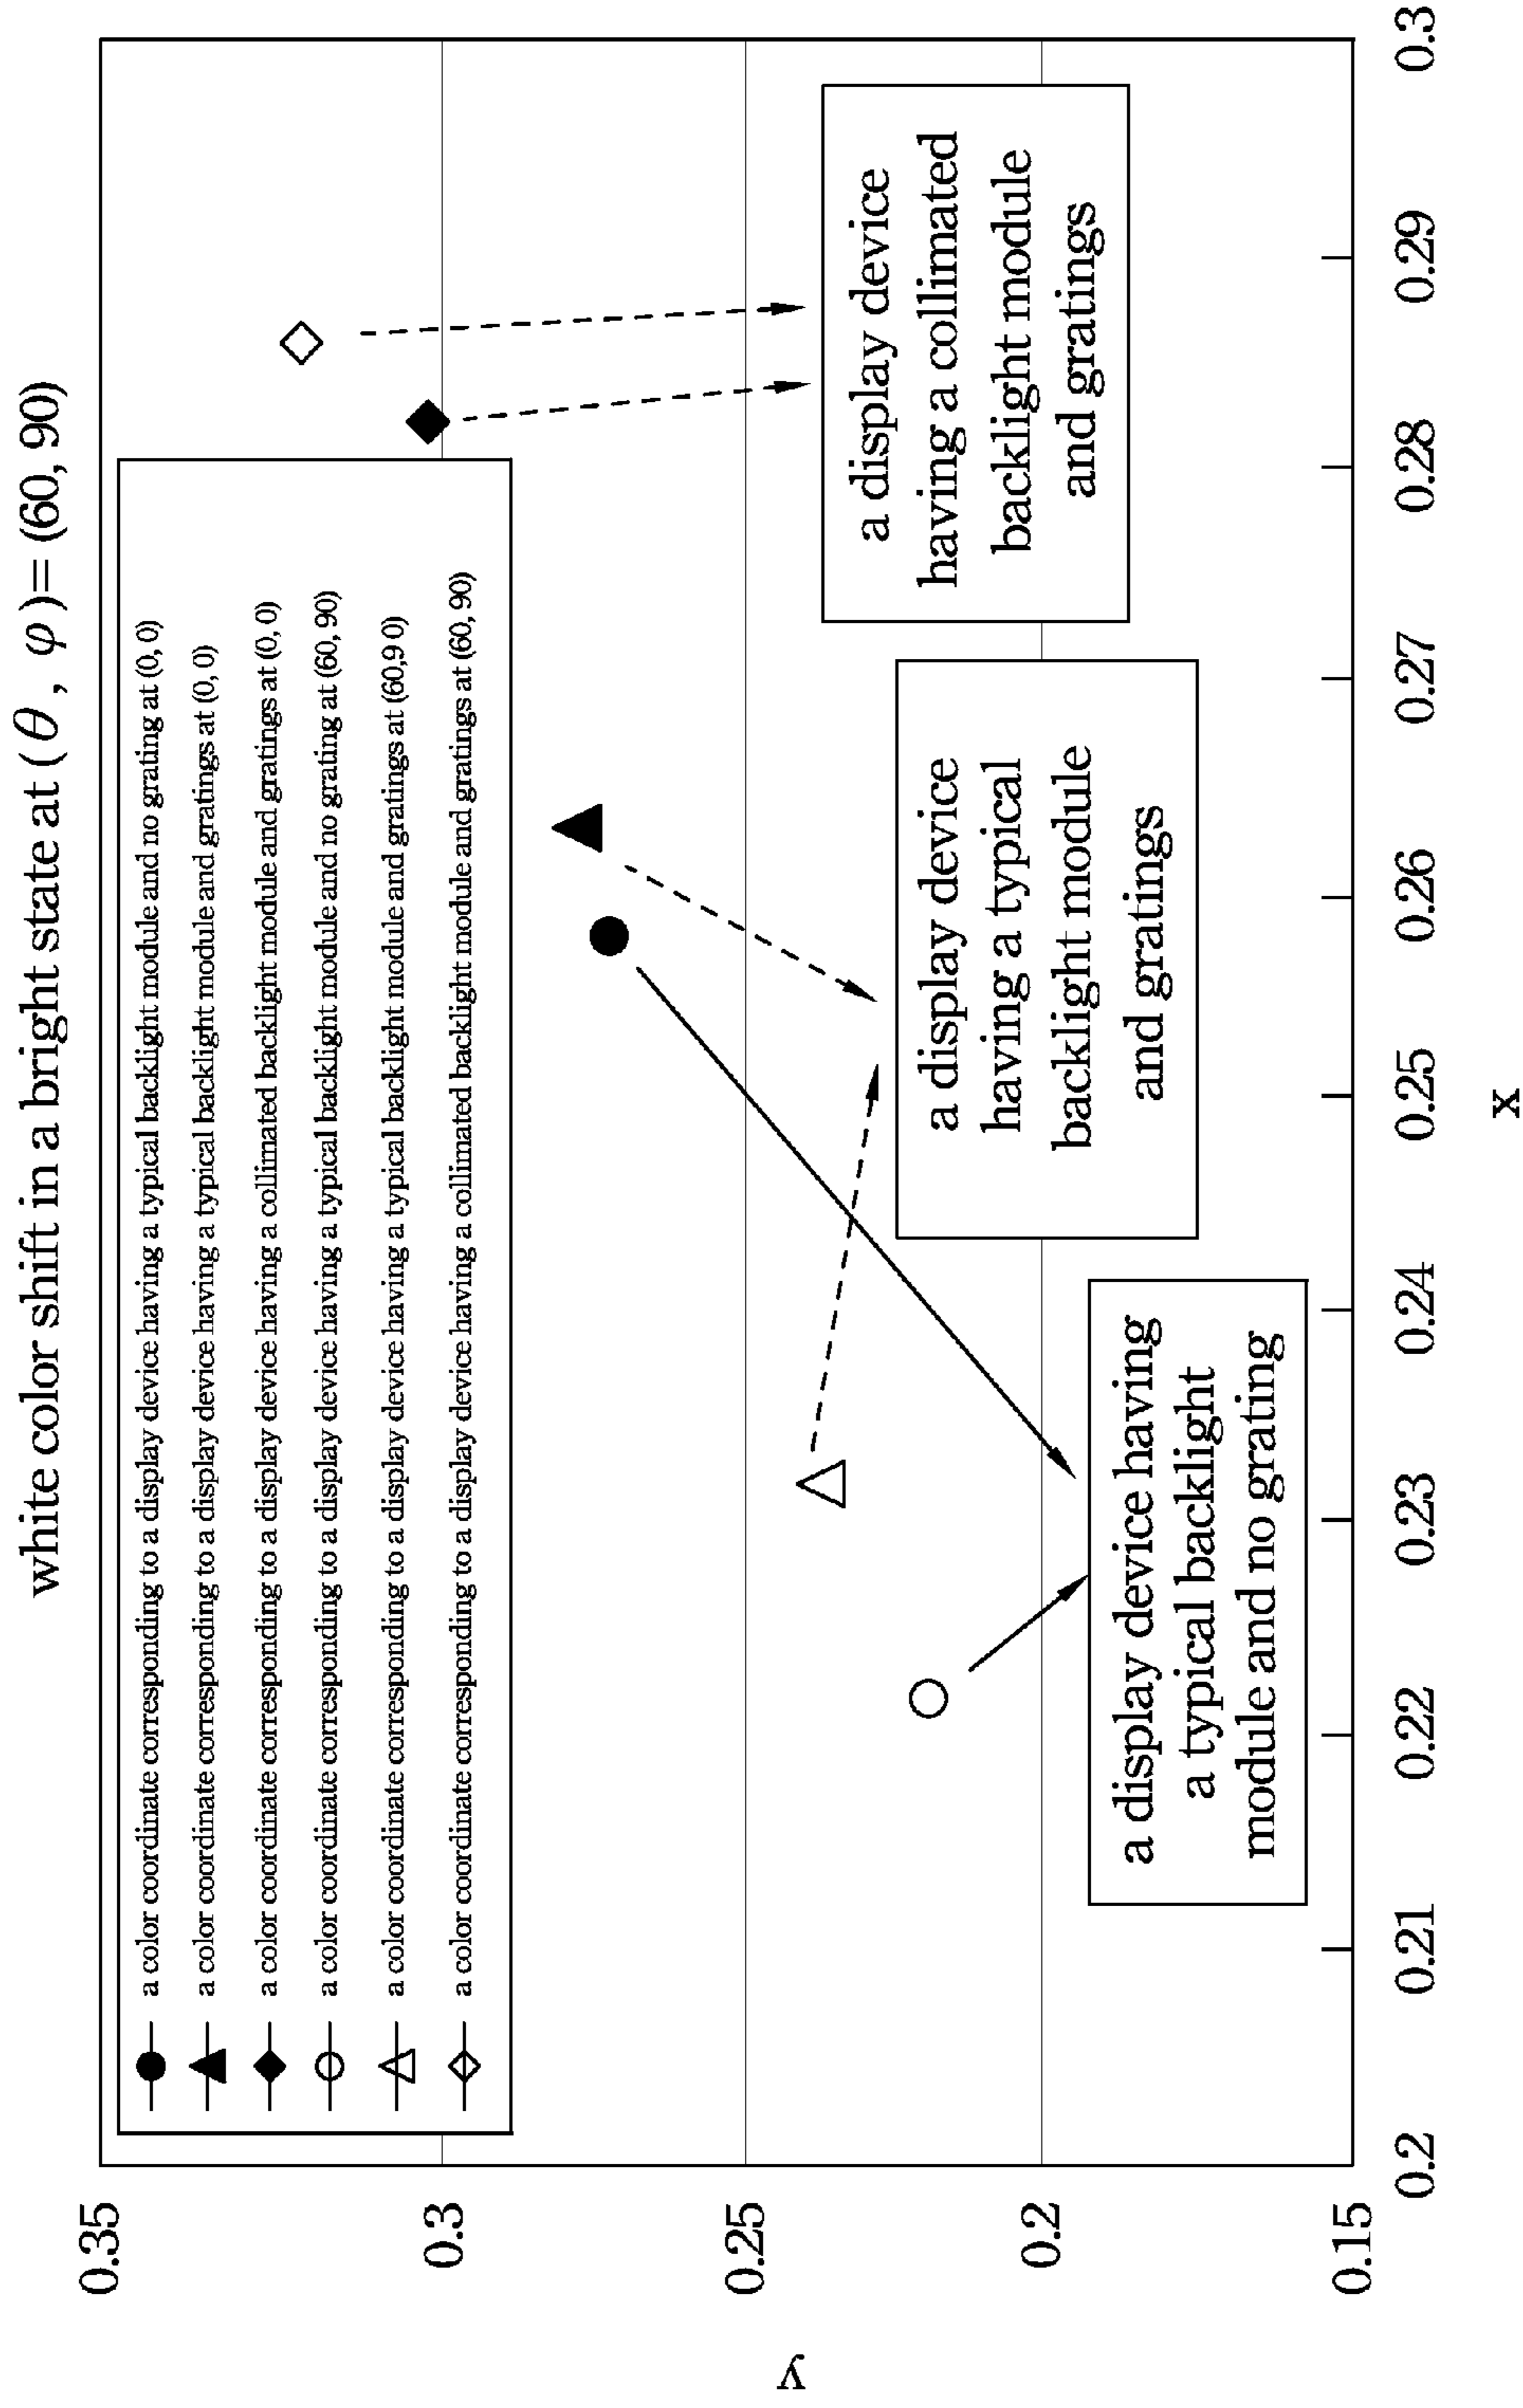 white color shift in a bright state at (θ, φ)= (60, 90)
a color coordinate corresponding to a display device having a typical backlight module and no grating at (0, 0)
a color coordinate corresponding to a display device having a typical backlight module and gratings at (0, 0)
a color coordinate corresponding to a display device having a collimated backlight module and gratings at (0, 0)
a color coordinate corresponding to a display device having a typical backlight module and no grating at (60, 90)
a color coordinate corresponding to a display device having a typical backlight module and gratings at (60,9 0)
a color coordinate corresponding to a display device having a collimated backlight module and gratings at (60, 90)
y
0.35
0.3
0.25
0.2
0.15
a display device having
a typical backlight
module and no grating
a display device
having a typical
backlight module
and gratings
a display device
having a collimated
backlight module
and gratings
0.2
0.21
0.22
0.23
0.24
0.25
0.26
0.27
0.28
0.29
0.3
x